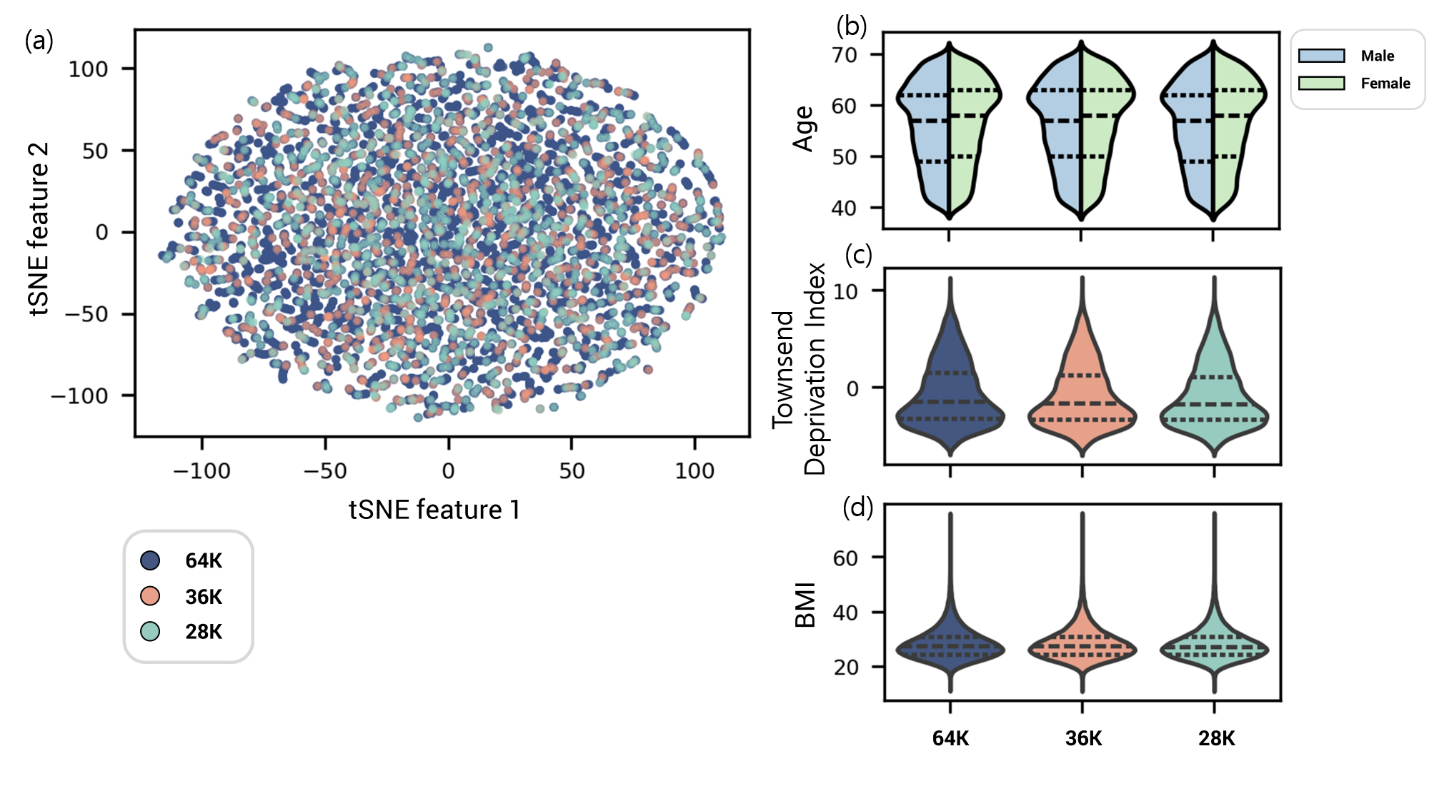 (a)
100
50
0
−50
−100
tSNE feature 2
−100
−50
0
50
100
tSNE feature 1
64K
36K
28K
(b)
70
60
50
40
Age
Male
Female
(c)
10
0
Townsend
Deprivation Index
(d)
60
40
20
BMI
64K
36K
28K